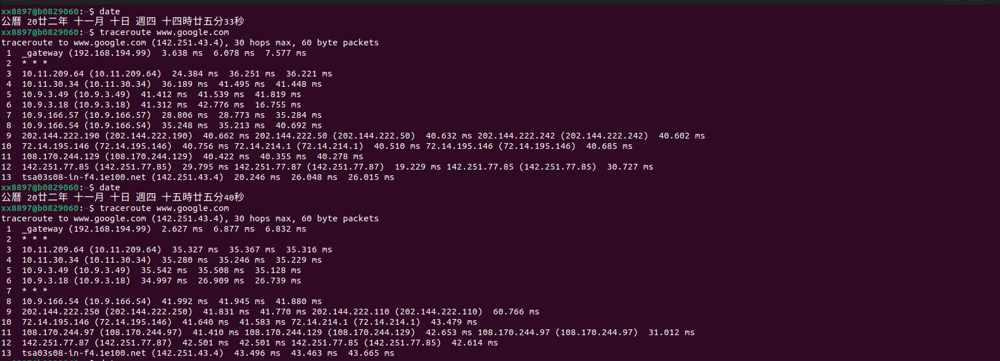 xx8897@b0829060:~$ date
公曆 20廿二年 十一月 十日 週四 十四時廿五分33秒
xx8897@b0829060:~$ traceroute www.google.com
traceroute to www.google.com (142.251.43.4), 30 hops max, 60 byte packets
 1  _gateway (192.168.194.99)  3.638 ms  6.078 ms  7.577 ms
 2  * * *
 3  10.11.209.64 (10.11.209.64)  24.384 ms  36.251 ms  36.221 ms
 4  10.11.30.34 (10.11.30.34)  36.189 ms  41.495 ms  41.448 ms
 5  10.9.3.49 (10.9.3.49)  41.412 ms  41.539 ms  41.819 ms
 6  10.9.3.18 (10.9.3.18)  41.312 ms  42.776 ms  16.755 ms
 7  10.9.166.57 (10.9.166.57)  28.806 ms  28.773 ms  35.284 ms
 8  10.9.166.54 (10.9.166.54)  35.248 ms  35.213 ms  40.692 ms
 9  202.144.222.190 (202.144.222.190)  40.662 ms 202.144.222.50 (202.144.222.50)  40.632 ms 202.144.222.242 (202.144.222.242)  40.602 ms
10  72.14.195.146 (72.14.195.146)  40.756 ms 72.14.214.1 (72.14.214.1)  40.510 ms 72.14.195.146 (72.14.195.146)  40.685 ms
11  108.170.244.129 (108.170.244.129)  40.422 ms  40.355 ms  40.278 ms
12  142.251.77.85 (142.251.77.85)  29.795 ms 142.251.77.87 (142.251.77.87)  19.229 ms 142.251.77.85 (142.251.77.85)  30.727 ms
13  tsa03s08-in-f4.1e100.net (142.251.43.4)  20.246 ms  26.048 ms  26.015 ms
xx8897@b0829060:~$ date
公曆 20廿二年 十一月 十日 週四 十五時廿五分40秒
xx8897@b0829060:~$ traceroute www.google.com
traceroute to www.google.com (142.251.43.4), 30 hops max, 60 byte packets
 1  _gateway (192.168.194.99)  2.627 ms  6.877 ms  6.832 ms
 2  * * *
 3  10.11.209.64 (10.11.209.64)  35.327 ms  35.367 ms  35.316 ms
 4  10.11.30.34 (10.11.30.34)  35.280 ms  35.246 ms  35.229 ms
 5  10.9.3.49 (10.9.3.49)  35.542 ms  35.508 ms  35.128 ms
 6  10.9.3.18 (10.9.3.18)  34.997 ms  26.909 ms  26.739 ms
 7  * * *
 8  10.9.166.54 (10.9.166.54)  41.992 ms  41.945 ms  41.880 ms
 9  202.144.222.250 (202.144.222.250)  41.831 ms  41.770 ms 202.144.222.110 (202.144.222.110)  60.766 ms
10  72.14.195.146 (72.14.195.146)  41.640 ms  41.583 ms 72.14.214.1 (72.14.214.1)  43.479 ms
11  108.170.244.97 (108.170.244.97)  41.410 ms 108.170.244.129 (108.170.244.129)  42.653 ms 108.170.244.97 (108.170.244.97)  31.012 ms
12  142.251.77.87 (142.251.77.87)  42.501 ms  42.501 ms 142.251.77.85 (142.251.77.85)  42.614 ms
13  tsa03s08-in-f4.1e100.net (142.251.43.4)  43.496 ms  43.463 ms  43.665 ms